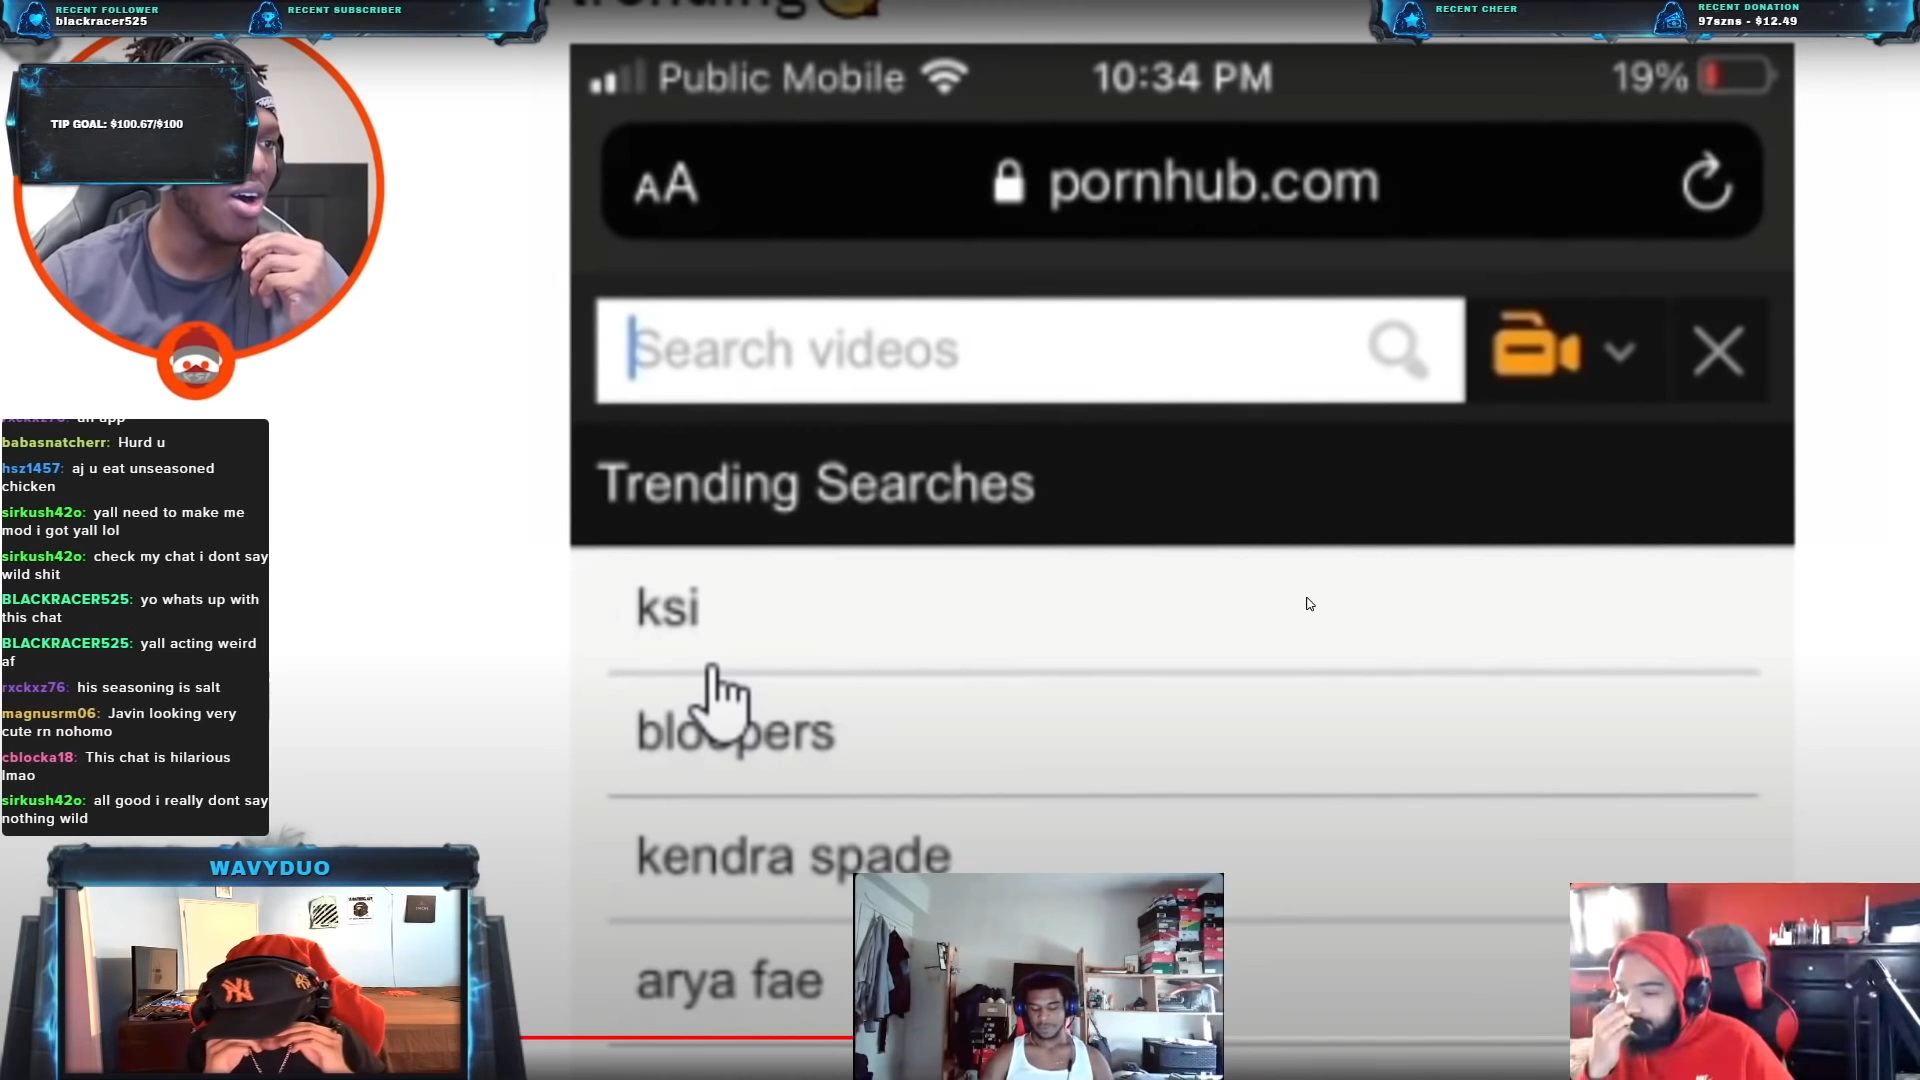 RECENT FOLLOWER
blackracer525
RECENT SUBSCRIBER
RECENT CHEER
RECENT DONATION
97szns - $12.49
trending
TIP GOAL: $100.67/$100
Public Mobile
10:34 PM
19%
AA
pornhub.com
Search videos
Trending Searches
ksi
bloopers
kendra spade
arya fae
rxckxz76: an app
babasnatcherr: Hurd u
hsz1457: aj u eat unseasoned
chicken
sirkush42o: yall need to make me
mod i got yall lol
sirkush42o: check my chat i dont say
wild shit
BLACKRACER525: yo whats up with
this chat
BLACKRACER525: yall acting weird
af
rxckxz76: his seasoning is salt
magnusrm06: Javin looking very
cute rn nohomo
cblocka18: This chat is hilarious
lmao
sirkush42o: all good i really dont say
nothing wild
WAVYDUO